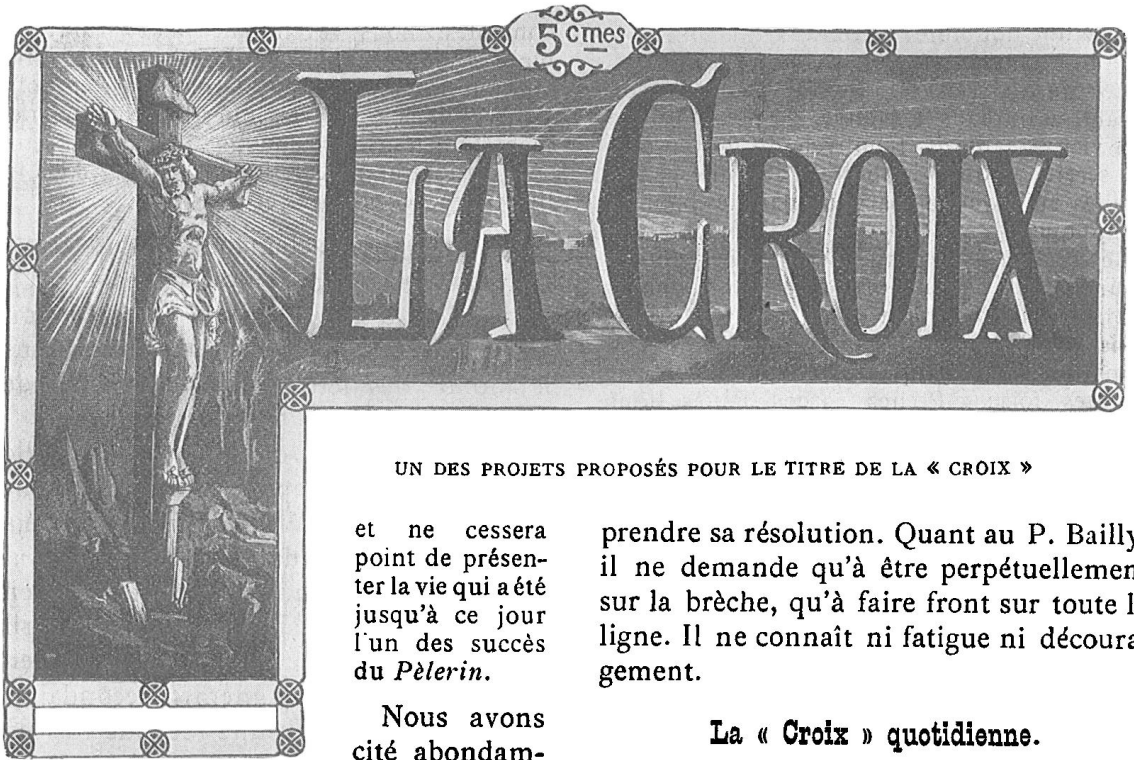 5 cmes
LA CROIX
UN DES PROJETS PROPOSÉS POUR LE TITRE DE LA « CROIX »
et ne cessera
point de présen-
ter la vie qui a été
jusqu'à ce jour
l'un des succès
du Pèlerin.
Nous avons
cité abondam-
prendre sa résolution. Quant au P. Bailly
il ne demande qu'à être perpétuellemen
sur la brèche, qu'à faire front sur toute l
ligne. Il ne connaît ni fatigue ni découra
gement.
La « Croix » quotidienne.